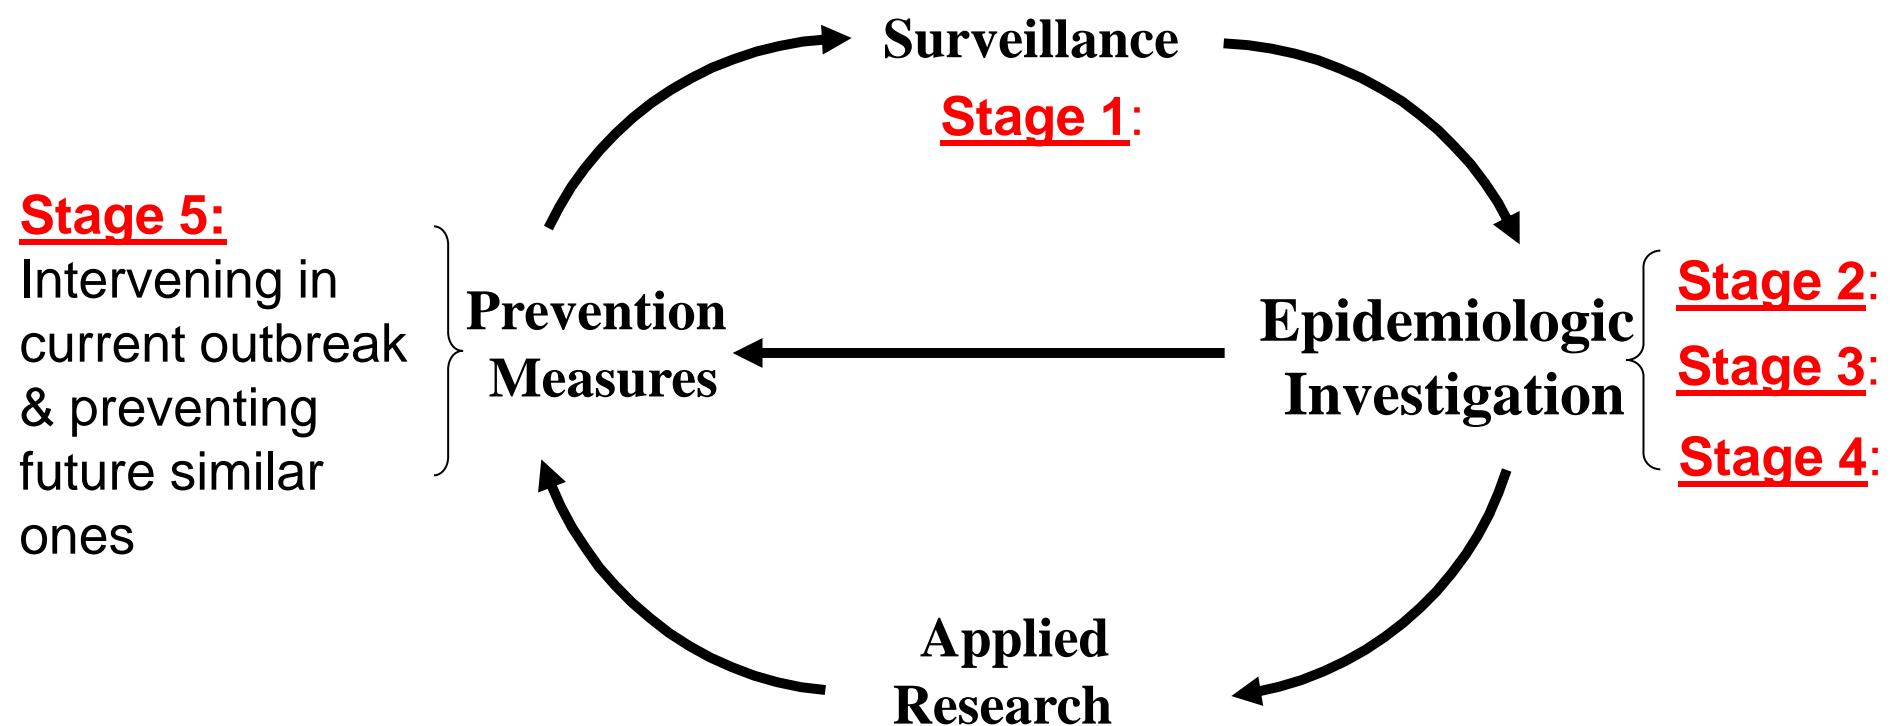 Surveillance
Stage 1:
Stage 5:
Intervening in
current outbreak
& preventing
future similar
ones
Prevention
Measures
Epidemiologic
Investigation
Stage 2:
Stage 3:
Stage 4:
Applied
Research